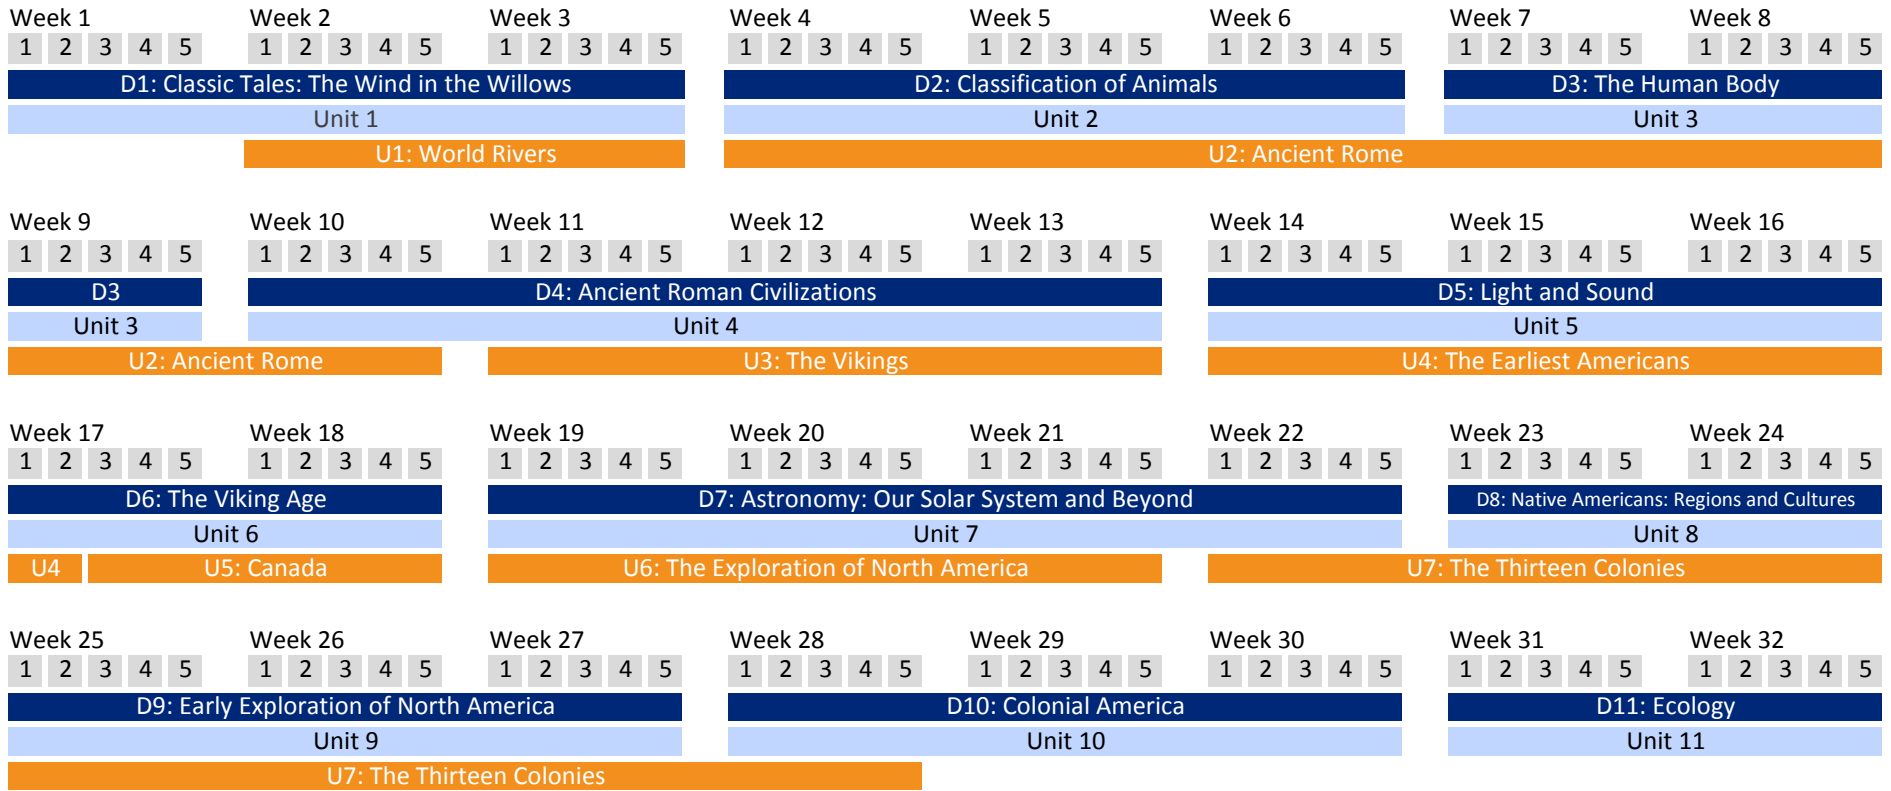 Week 1 Week 2 Week 3 Week 4 Week 5 Week 6 Week 7 Week 8
1 2 3 4 5 1 2 3 4 5 1 2 3 4 5 1 2 3 4 5 1 2 3 4 5 1 2 3 4 5 1 2 3 4 5 1 2 3 4 5
D1: Classic Tales: The Wind in the Willows D2: Classification of Animals D3: The Human Body
Unit 1 Unit 2 Unit 3
U1: World Rivers U2: Ancient Rome
Week 9 Week 10 Week 11 Week 12 Week 13 Week 14 Week 15 Week 16
1 2 3 4 5 1 2 3 4 5 1 2 3 4 5 1 2 3 4 5 1 2 3 4 5 1 2 3 4 5 1 2 3 4 5 1 2 3 4 5
D3 D4: Ancient Roman Civilizations D5: Light and Sound
Unit 3 Unit 4 Unit 5
U2: Ancient Rome U3: The Vikings U4: The Earliest Americans
Week 17 Week 18 Week 19 Week 20 Week 21 Week 22 Week 23 Week 24
1 2 3 4 5 1 2 3 4 5 1 2 3 4 5 1 2 3 4 5 1 2 3 4 5 1 2 3 4 5 1 2 3 4 5 1 2 3 4 5
D6: The Viking Age D7: Astronomy: Our Solar System and Beyond D8: Native Americans: Regions and Cultures
Unit 6 Unit 7 Unit 8
U4 U5: Canada U6: The Exploration of North America U7: The Thirteen Colonies
Week 25 Week 26 Week 27 Week 28 Week 29 Week 30 Week 31 Week 32
1 2 3 4 5 1 2 3 4 5 1 2 3 4 5 1 2 3 4 5 1 2 3 4 5 1 2 3 4 5 1 2 3 4 5 1 2 3 4 5
D9: Early Exploration of North America D10: Colonial America D11: Ecology
Unit 9 Unit 10 Unit 11
U7: The Thirteen Colonies